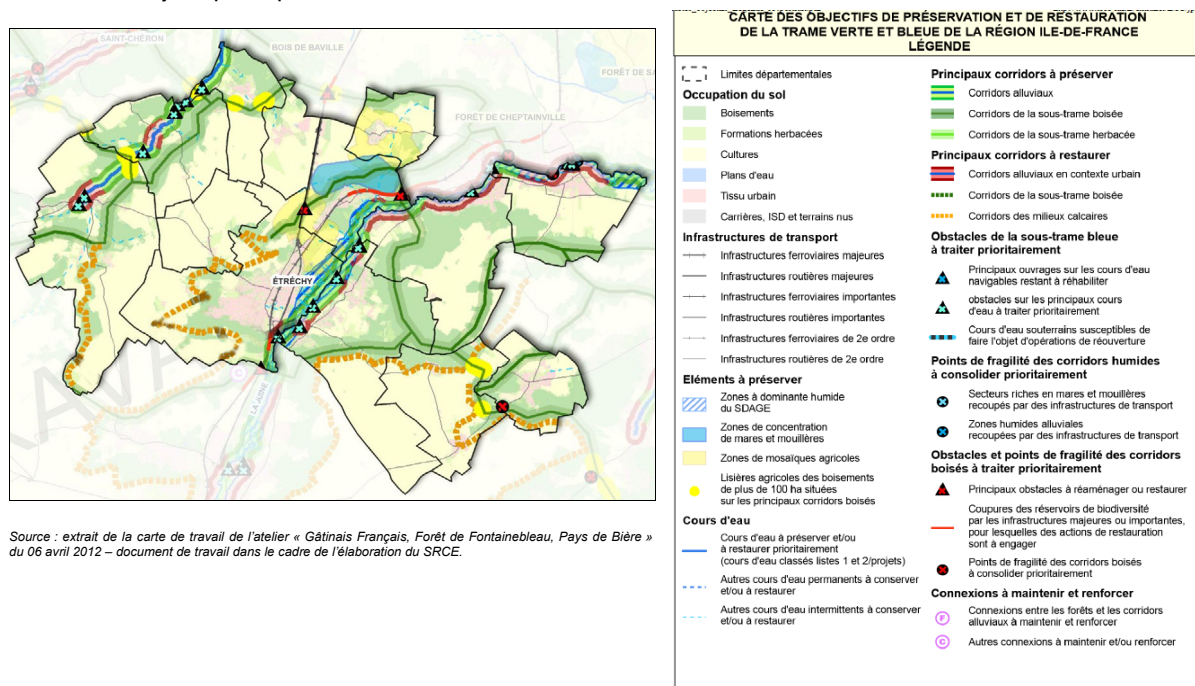 SAINT-CHÉRON
BOIS DE BAVILLE
FORÊT DE SA
FORÊT DE CHEPTAINVILLE
ÉTRÉCHY
LA JUINE
Source : extrait de la carte de travail de l'atelier « Gâtinais Français, Forêt de Fontainebleau, Pays de Bière »
du 06 avril 2012 – document de travail dans le cadre de l'élaboration du SRCE.
CARTE DES OBJECTIFS DE PRÉSERVATION ET DE RESTAURATION
DE LA TRAME VERTE ET BLEUE DE LA RÉGION ILE-DE-FRANCE
LÉGENDE
Limites départementales
Occupation du sol
Boisements
Formations herbacées
Cultures
Plans d'eau
Tissu urbain
Carrières, ISD et terrains nus
Infrastructures de transport
Infrastructures ferroviaires majeures
Infrastructures routières majeures
Infrastructures ferroviaires importantes
Infrastructures routières importantes
Infrastructures ferroviaires de 2e ordre
Infrastructures routières de 2e ordre
Eléments à préserver
Zones à dominante humide
du SDAGE
Zones de concentration
de mares et mouillères
Zones de mosaïques agricoles
Lisières agricoles des boisements
de plus de 100 ha situées
sur les principaux corridors boisés
Cours d'eau
Cours d'eau à préserver et/ou
à restaurer prioritairement
(cours d'eau classés listes 1 et 2/projets)
Autres cours d'eau permanents à conserver
et/ou à restaurer
Autres cours d'eau intermittents à conserver
et/ou à restaurer
Principaux corridors à préserver
Corridors alluviaux
Corridors de la sous-trame boisée
Corridors de la sous-trame herbacée
Principaux corridors à restaurer
Corridors alluviaux en contexte urbain
Corridors de la sous-trame boisée
Corridors des milieux calcaires
Obstacles de la sous-trame bleue
à traiter prioritairement
Principaux ouvrages sur les cours d'eau
navigables restant à réhabiliter
obstacles sur les principaux cours
d'eau à traiter prioritairement
Cours d'eau souterrains susceptibles de
faire l'objet d'opérations de réouverture
Points de fragilité des corridors humides
à consolider prioritairement
Secteurs riches en mares et mouillères
recoupés par des infrastructures de transport
Zones humides alluviales
recoupées par des infrastructures de transport
Obstacles et points de fragilité des corridors
boisés à traiter prioritairement
Principaux obstacles à réaménager ou restaurer
Coupures des réservoirs de biodiversité
par les infrastructures majeures ou importantes,
pour lesquelles des actions de restauration
sont à engager
Points de fragilité des corridors boisés
à consolider prioritairement
Connexions à maintenir et renforcer
F
Connexions entre les forêts et les corridors
alluviaux à maintenir et renforcer
C
Autres connexions à maintenir et/ou renforcer